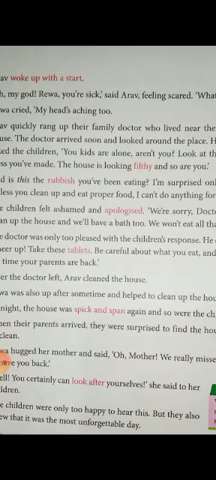 av woke up with a start.
h, my god! Rewa, you're sick,' said Arav, feeling scared. 'What
wa cried, 'My head's aching too.
av quickly rang up their family doctor who lived near the
use. The doctor arrived soon and looked around the place. H
ked the children, 'You kids are alone, aren't you? Look at th
ss you've made. The house is looking filthy and so are you.'
d is this the rubbish you've been eating? I'm surprised onl
less you clean up and eat proper food, I can't do anything for
e children felt ashamed and apologised. 'We're sorry, Docto
an up the house and we'll have a bath too. We won't eat all tha
e doctor was only too pleased with the children's response. He
eer up! Take these tablets. Be careful about what you eat, and
time your parents are back.'
er the doctor left, Arav cleaned the house.
wa was also up after sometime and helped to clean up the hou
night, the house was spick and span again and so were the ch
hen their parents arrived, they were surprised to find the hou
clean.
wa hugged her mother and said, 'Oh, Mother! We really misse
ve you back.'
ell! You certainly can look after yourselves!' she said to her
ldren.
e children were only too happy to hear this. But they also
ew that it was the most unforgettable day.